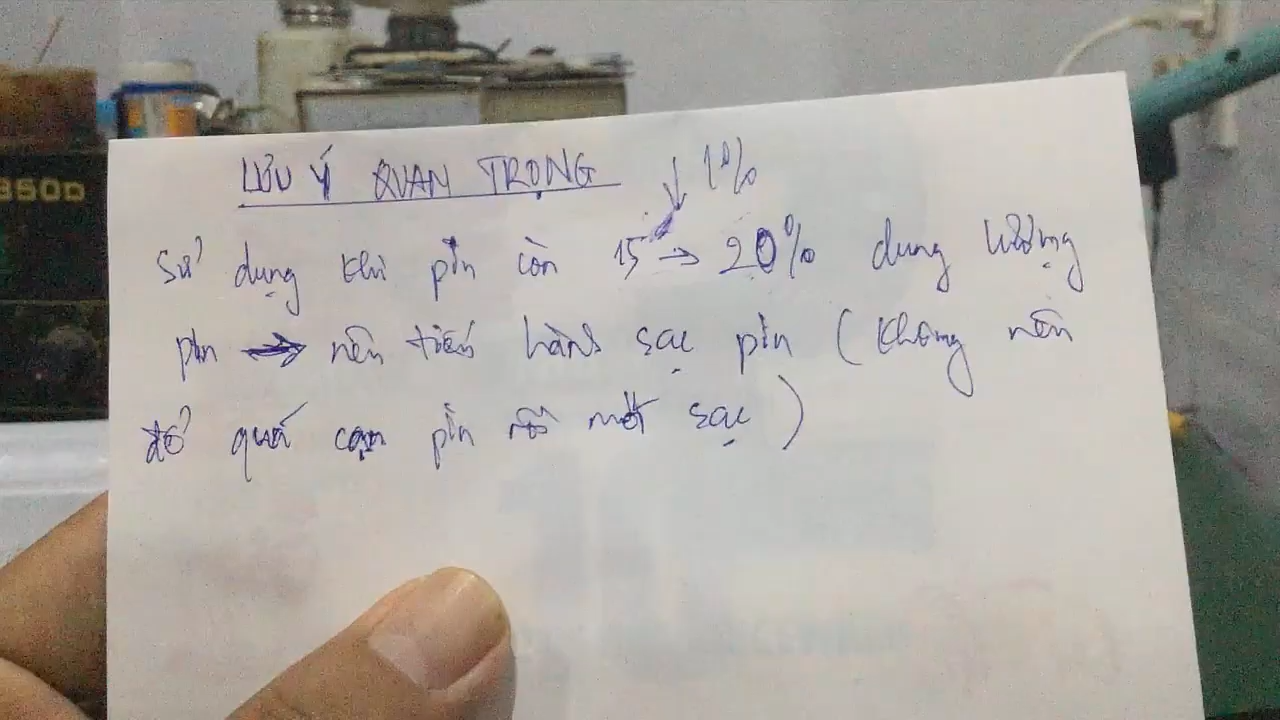 LƯU Ý QUAN TRỌNG ↓ 1%
Sử dụng khi pin còn 15 → 20% dung lượng
pin → nên tiến hành sạc pin (không nên
để quá cạn pin rồi mới sạc)
350D